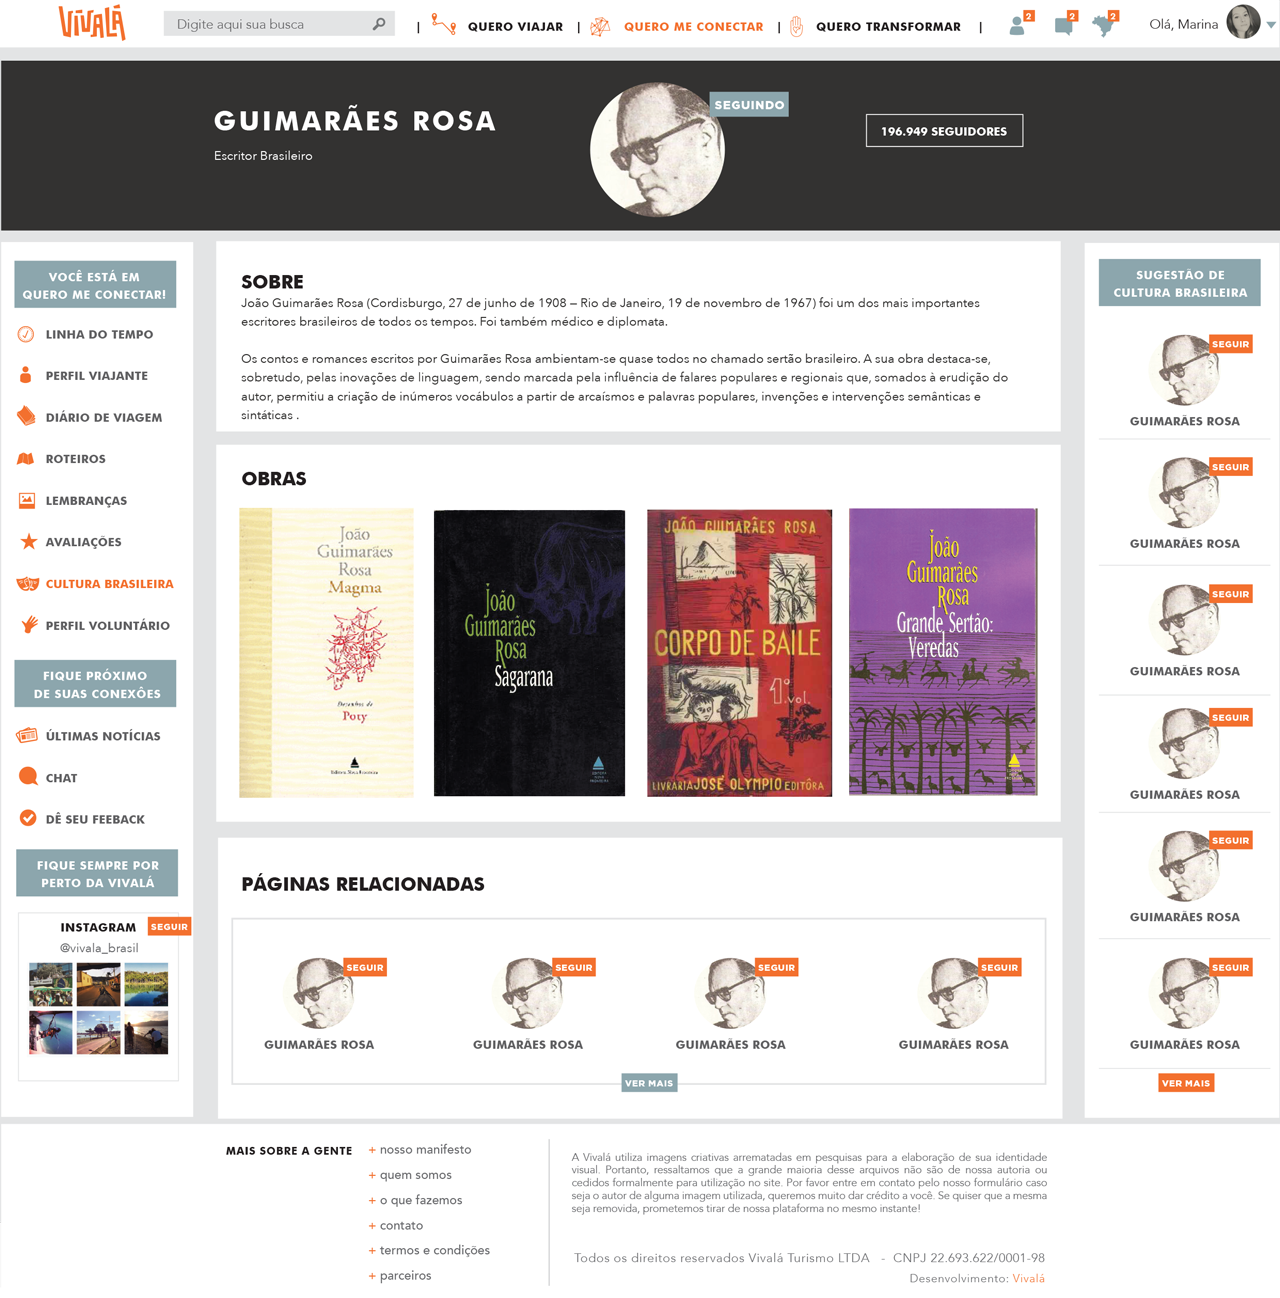 VIVALÁ
Digite aqui sua busca
| QUERO VIAJAR | QUERO ME CONECTAR | QUERO TRANSFORMAR |
2 2 2
Olá, Marina
GUIMARÃES ROSA
Escritor Brasileiro
SEGUINDO
196.949 SEGUIDORES
VOCÊ ESTÁ EM
QUERO ME CONECTAR!
LINHA DO TEMPO
PERFIL VIAJANTE
DIÁRIO DE VIAGEM
ROTEIROS
LEMBRANÇAS
AVALIAÇÕES
CULTURA BRASILEIRA
PERFIL VOLUNTÁRIO
FIQUE PRÓXIMO
DE SUAS CONEXÕES
ÚLTIMAS NOTÍCIAS
CHAT
DÊ SEU FEEBACK
FIQUE SEMPRE POR
PERTO DA VIVALÁ
INSTAGRAM
SEGUIR
@vivala_brasil
SOBRE
João Guimarães Rosa (Cordisburgo, 27 de junho de 1908 – Rio de Janeiro, 19 de novembro de 1967) foi um dos mais importantes
escritores brasileiros de todos os tempos. Foi também médico e diplomata.
Os contos e romances escritos por Guimarães Rosa ambientam-se quase todos no chamado sertão brasileiro. A sua obra destaca-se,
sobretudo, pelas inovações de linguagem, sendo marcada pela influência de falares populares e regionais que, somados à erudição do
autor, permitiu a criação de inúmeros vocábulos a partir de arcaísmos e palavras populares, invenções e intervenções semânticas e
sintáticas .
OBRAS
João
Guimarães
Rosa
Magma
Desenhos de
Poty
Editora Nova Fronteira
João
Guimarães
Rosa
Sagarana
EDITORA
NOVA
FRONTEIRA
JOÃO GUIMARÃES ROSA
CORPO DE BAILE
1º
vol.
LIVRARIA JOSÉ OLYMPIO EDITÔRA
João
Guimarães
Rosa
Grande Sertão:
Veredas
EDITORA
NOVA
FRONTEIRA
PÁGINAS RELACIONADAS
SEGUIR
GUIMARÃES ROSA
SEGUIR
GUIMARÃES ROSA
SEGUIR
GUIMARÃES ROSA
SEGUIR
GUIMARÃES ROSA
VER MAIS
SUGESTÃO DE
CULTURA BRASILEIRA
SEGUIR
GUIMARÃES ROSA
SEGUIR
GUIMARÃES ROSA
SEGUIR
GUIMARÃES ROSA
SEGUIR
GUIMARÃES ROSA
SEGUIR
GUIMARÃES ROSA
SEGUIR
GUIMARÃES ROSA
VER MAIS
MAIS SOBRE A GENTE
+ nosso manifesto
+ quem somos
+ o que fazemos
+ contato
+ termos e condições
+ parceiros
A Vivalá utiliza imagens criativas arrematadas em pesquisas para a elaboração de sua identidade
visual. Portanto, ressaltamos que a grande maioria desse arquivos não são de nossa autoria ou
cedidos formalmente para utilização no site. Por favor entre em contato pelo nosso formulário caso
seja o autor de alguma imagem utilizada, queremos muito dar crédito a você. Se quiser que a mesma
seja removida, prometemos tirar de nossa plataforma no mesmo instante!
Todos os direitos reservados Vivalá Turismo LTDA - CNPJ 22.693.622/0001-98
Desenvolvimento: Vivalá